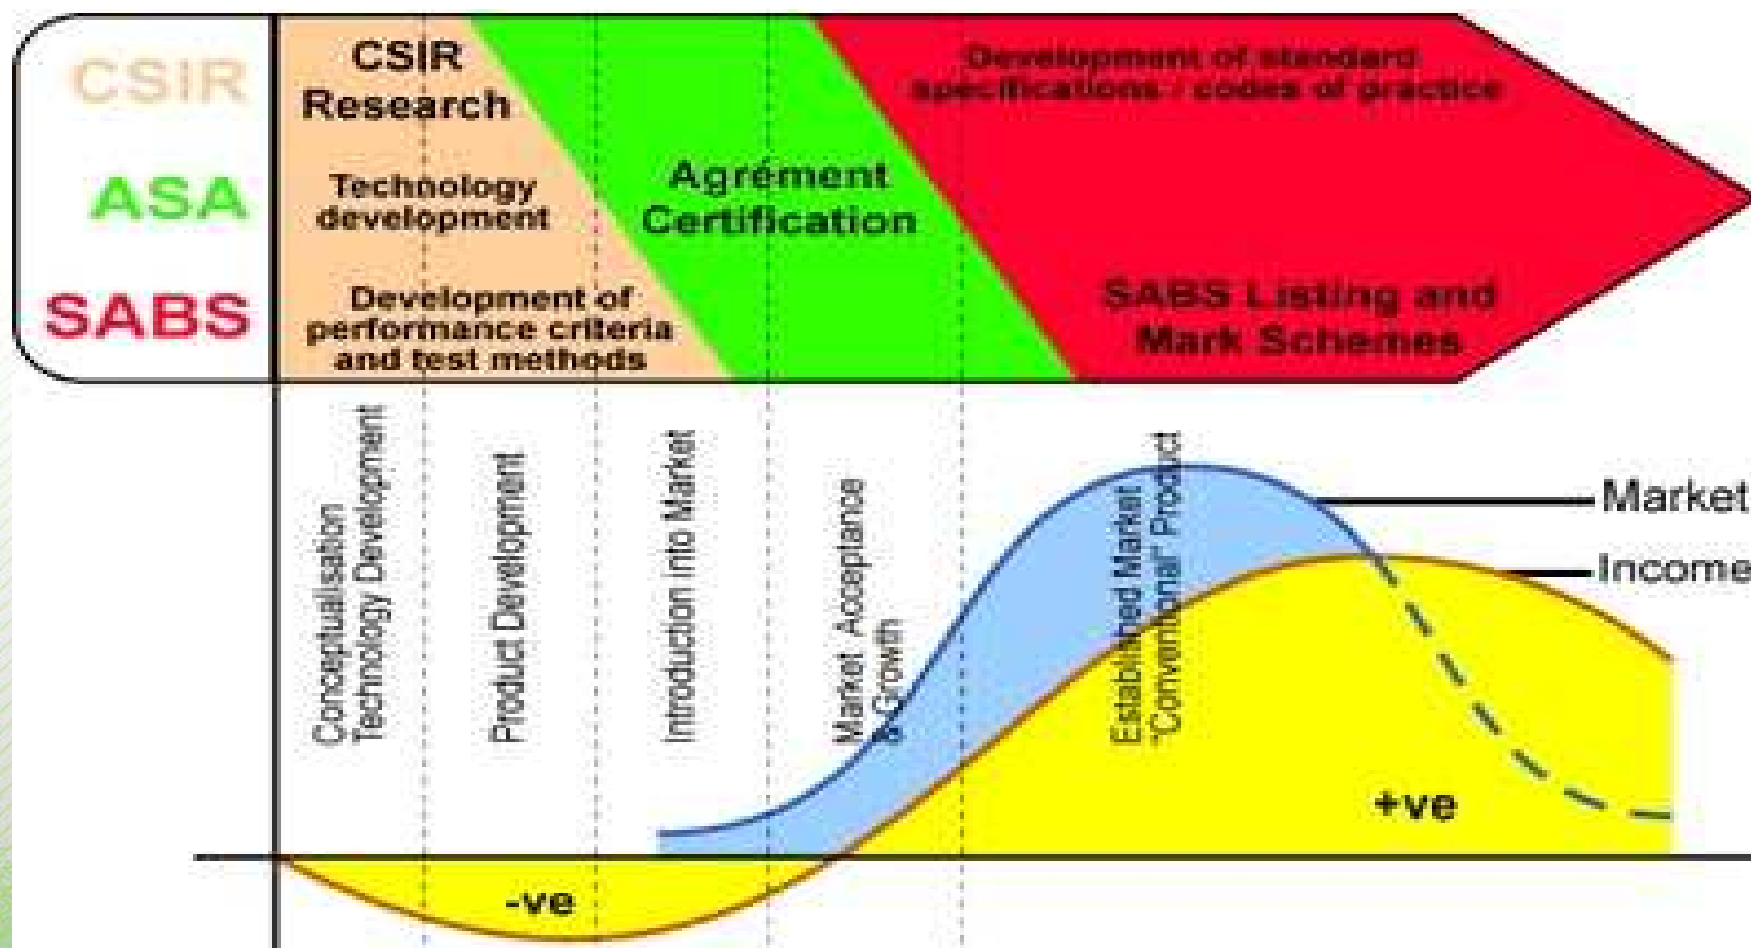 CSIR
ASA
SABS
CSIR
Research
Technology
development
Development of
performance criteria
and test methods
Agrément
Certification
Development of standard
specifications / codes of practice
SABS Listing and
Mark Schemes
Conceptualisation
Technology Development
Product Development
Introduction into Market
Market Acceptance
& Growth
Established Market
"Conventional" Product
Market
Income
+ve
-ve